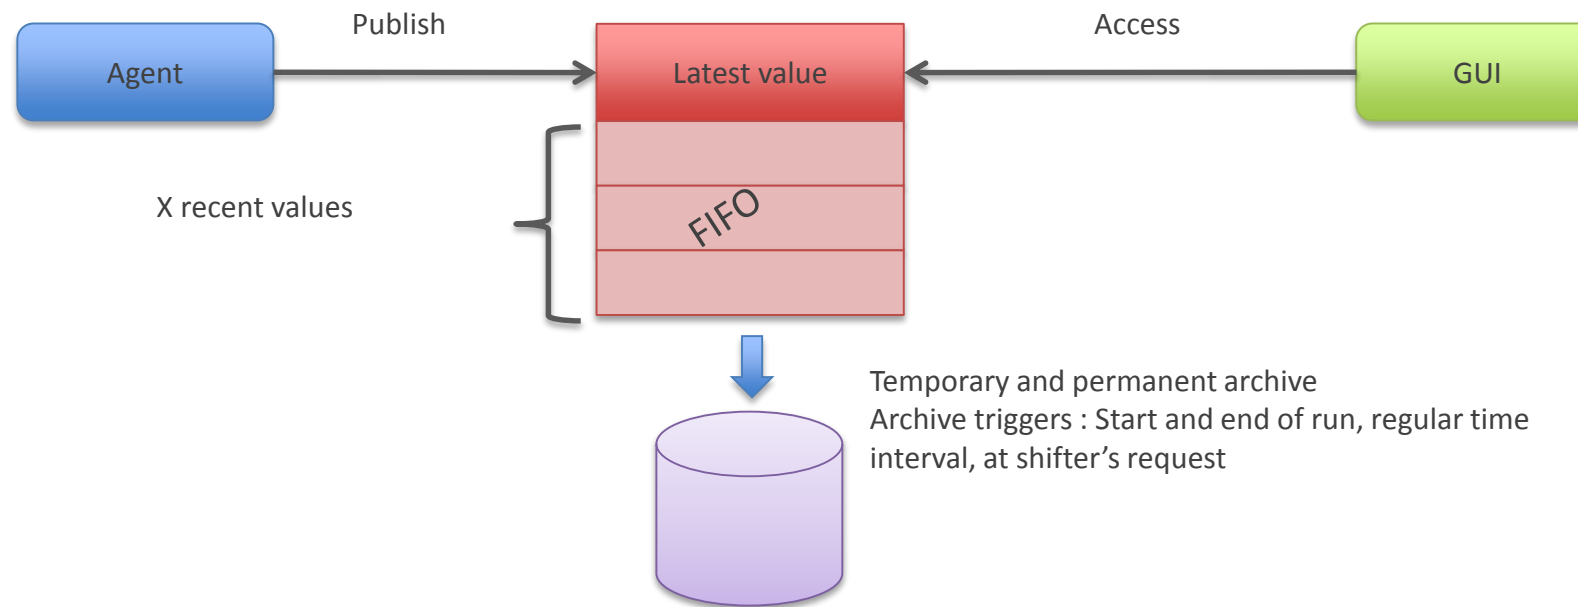 Publish
Access
Agent
Latest value
GUI
X recent values
FIFO
Temporary and permanent archive
Archive triggers : Start and end of run, regular time
interval, at shifter’s request